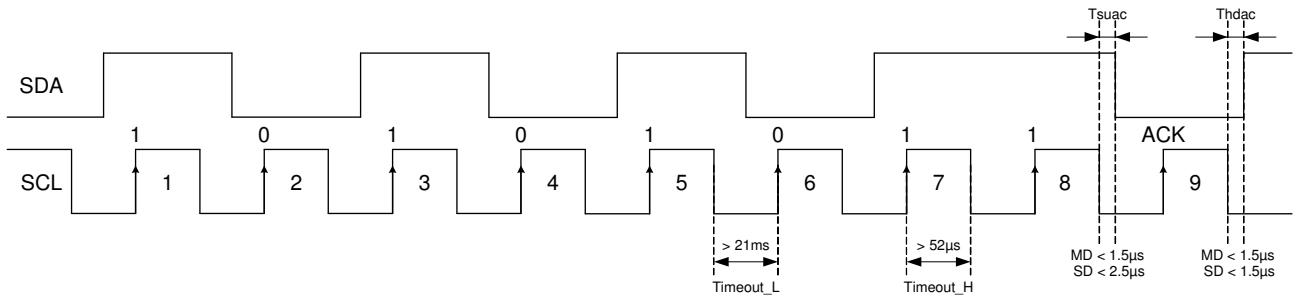 Tsuac Thdac
SDA
1 0 1 0 1 0 1 1 ACK
SCL 1 2 3 4 5 6 7 8 9
> 21ms > 52µs MD < 1.5µs MD < 1.5µs
SD < 2.5µs SD < 1.5µs
Timeout_L Timeout_H